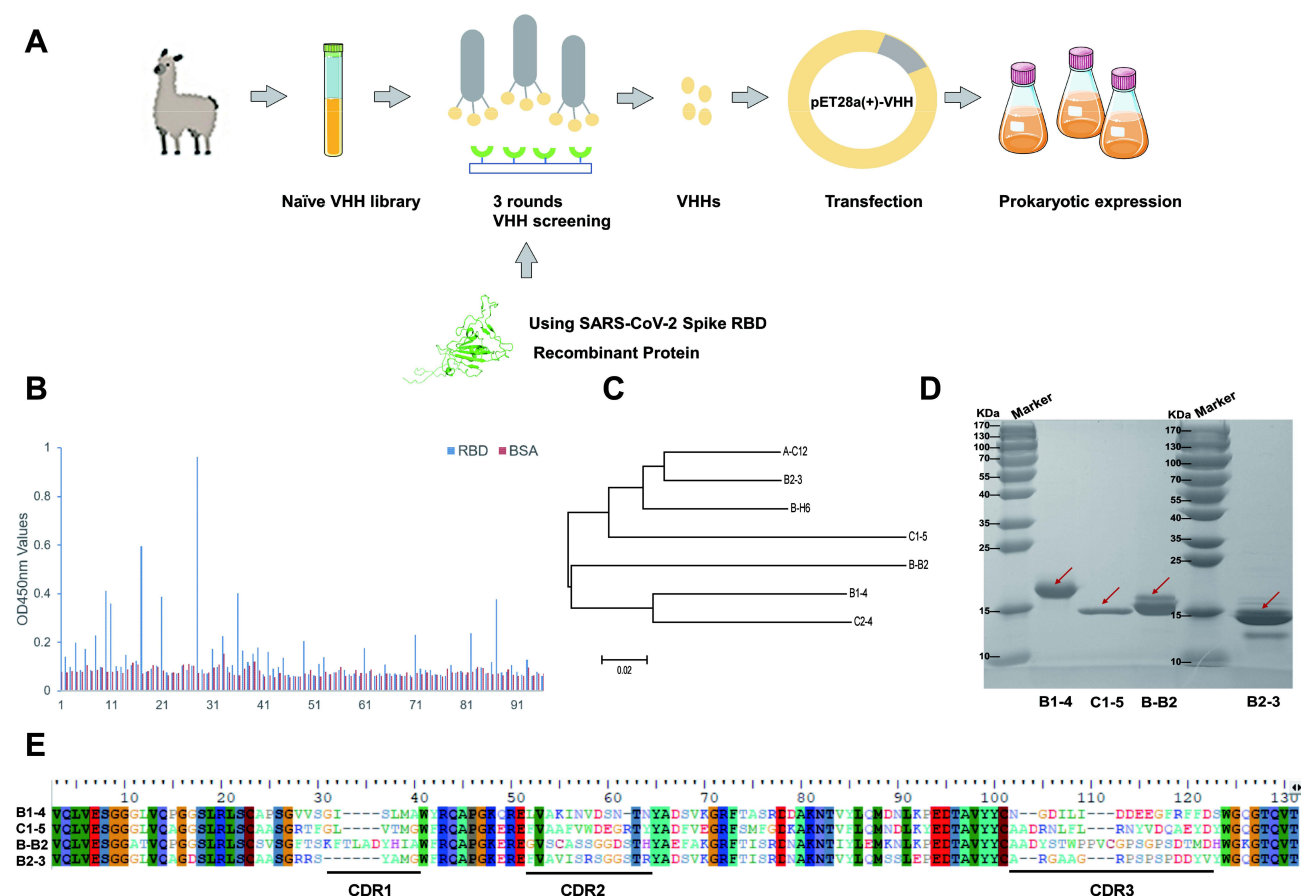 A
pET28a(+)-VHH
Naïve VHH library
3 rounds
VHH screening
VHHs
Transfection
Prokaryotic expression
Using SARS-CoV-2 Spike RBD
Recombinant Protein
B
OD450nm Values
RBD BSA
1
0.8
0.6
0.4
0.2
0
1 11 21 31 41 51 61 71 81 91
C
A-C12
B2-3
B-H6
C1-5
B-B2
B1-4
C2-4
0.02
D
KDa Marker KDa Marker
170 170
130 130
100 100
70 70
55 55
40 40
35 35
25 25
15 15
10 10
B1-4 C1-5 B-B2 B2-3
E
10 20 30 40 50 60 70 80 90 100 110 120 130
B1-4
C1-5
B-B2
B2-3
CDR1 CDR2 CDR3